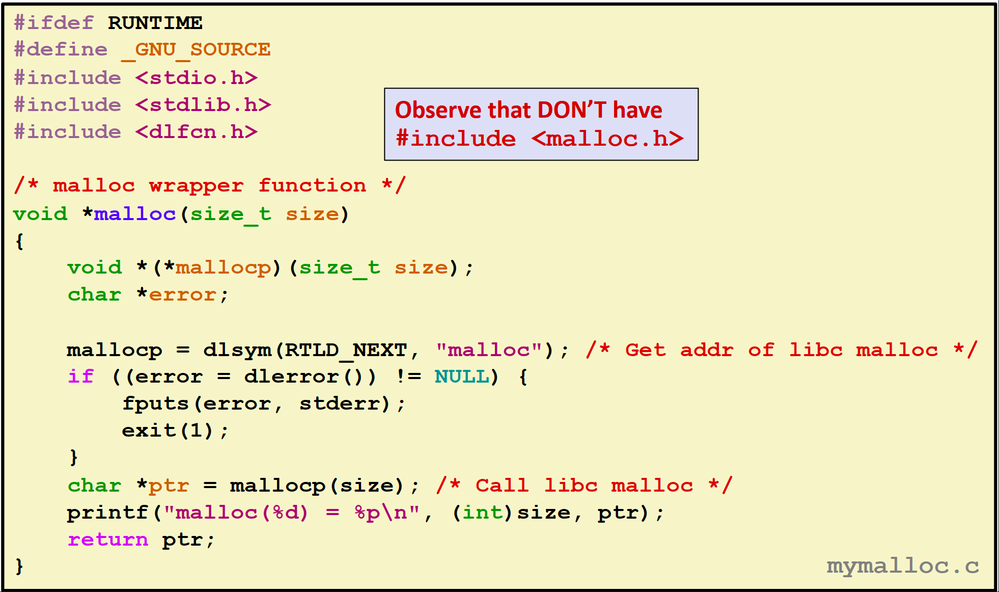 #ifdef RUNTIME
#define _GNU_SOURCE
#include <stdio.h>
#include <stdlib.h>
#include <dlfcn.h>
Observe that DON’T have
#include <malloc.h>
/* malloc wrapper function */
void *malloc(size_t size)
{
    void *(*mallocp)(size_t size);
    char *error;
    mallocp = dlsym(RTLD_NEXT, "malloc"); /* Get addr of libc malloc */
    if ((error = dlerror()) != NULL) {
        fputs(error, stderr);
        exit(1);
    }
    char *ptr = mallocp(size); /* Call libc malloc */
    printf("malloc(%d) = %p\n", (int)size, ptr);
    return ptr;
}
mymalloc.c